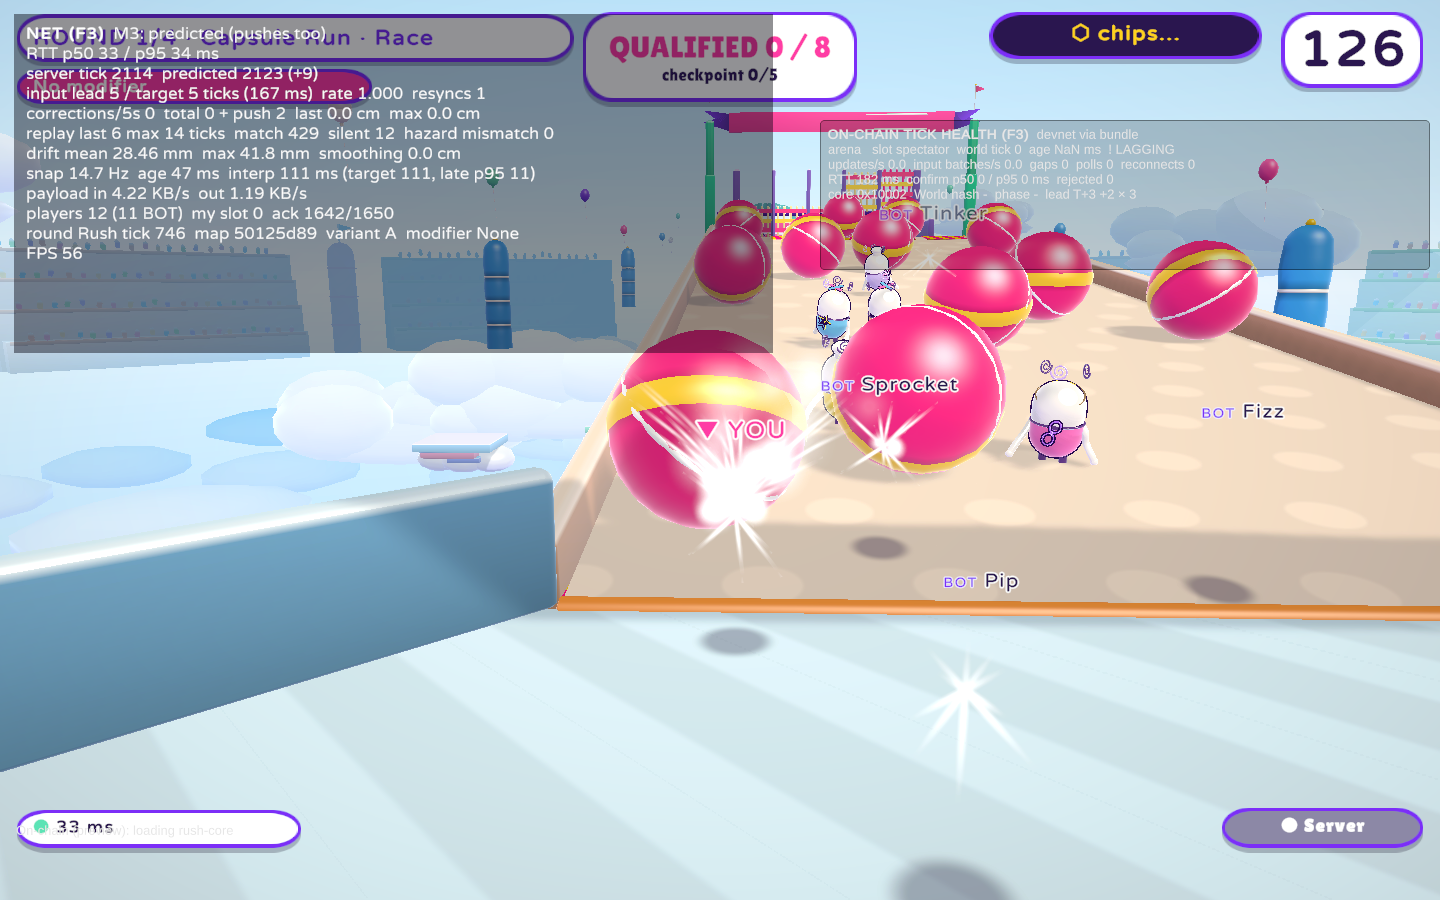 NET (F3) M3: predicted (pushes too)
Capsule Run · Race
RTT p50 33 / p95 34 ms
server tick 2114 predicted 2123 (+9)
No modifier
input lead 5 / target 5 ticks (167 ms) rate 1.000 resyncs 1
corrections/5s 0 total 0 + push 2 last 0.0 cm max 0.0 cm
replay last 6 max 14 ticks match 429 silent 12 hazard mismatch 0
drift mean 28.46 mm max 41.8 mm smoothing 0.0 cm
snap 14.7 Hz age 47 ms interp 111 ms (target 111, late p95 11)
payload in 4.22 KB/s out 1.19 KB/s
players 12 (11 BOT) my slot 0 ack 1642/1650
round Rush tick 746 map 50125d89 variant A modifier None
FPS 56
QUALIFIED 0 / 8
checkpoint 0/5
chips...
126
ON-CHAIN TICK HEALTH (F3) devnet via bundle
arena slot spectator world tick 0 age NaN ms ! LAGGING
updates/s 0.0 input batches/s 0.0 gaps 0 polls 0 reconnects 0
RTT 182 ms confirm p50 0 / p95 0 ms rejected 0
core 0x10002 World hash - phase - lead T+3 +2 × 3
BOT Tinker
BOT Sprocket
BOT Fizz
▼ YOU
BOT Pip
33 ms
loading rush-core
Server